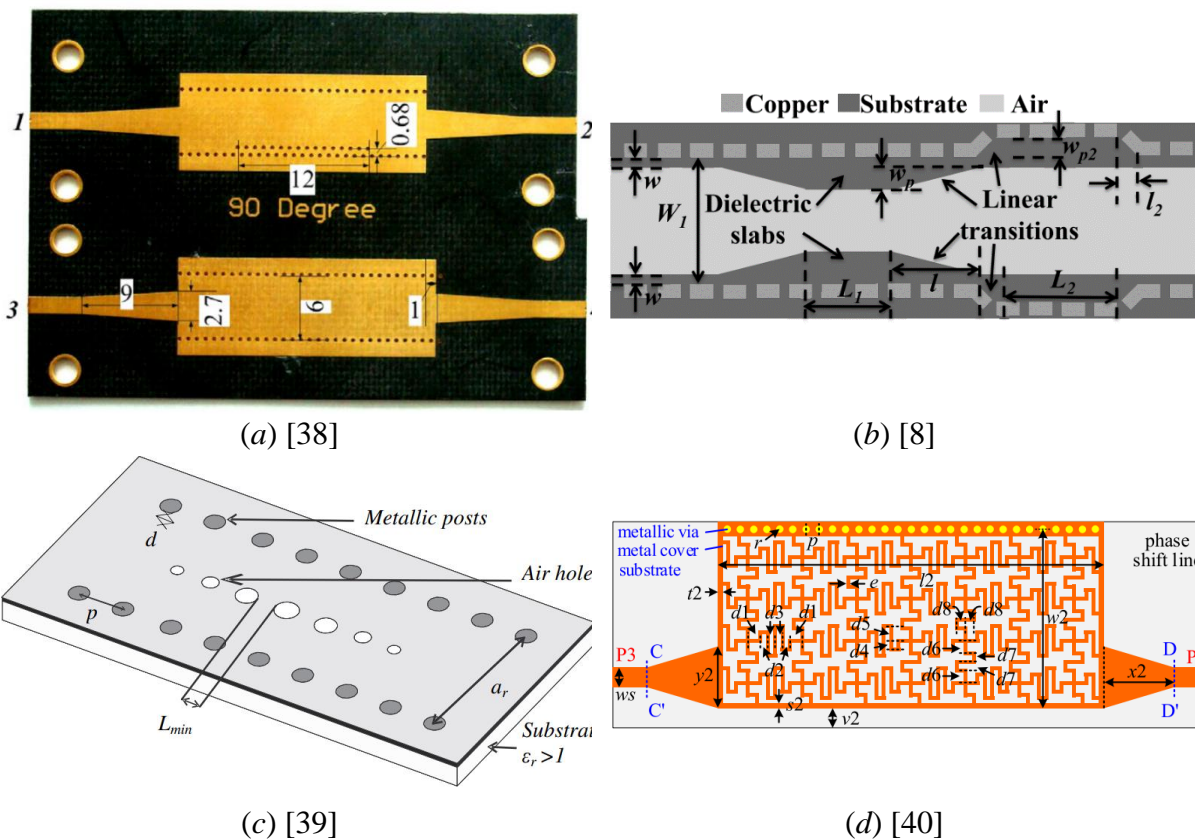 1
2
0.68
12
90 Degree
3
9
2.7
6
1
(a) [38]
Copper Substrate Air
w
W1
w
wp
wp2
Dielectric slabs
Linear transitions
l2
L1
l
L2
(b) [8]
Metallic posts
d
Air hole
p
ar
Lmin
Substrat
εr >1
(c) [39]
metallic via
metal cover
substrate
r
p
phase
shift line
l2
e
t2
w2
d1 d3 d1
d2
d5
d4
d8 d8
d6
d7
d6
d7
P3
C
ws
C'
y2
s2
v2
x2
D
D'
P
(d) [40]